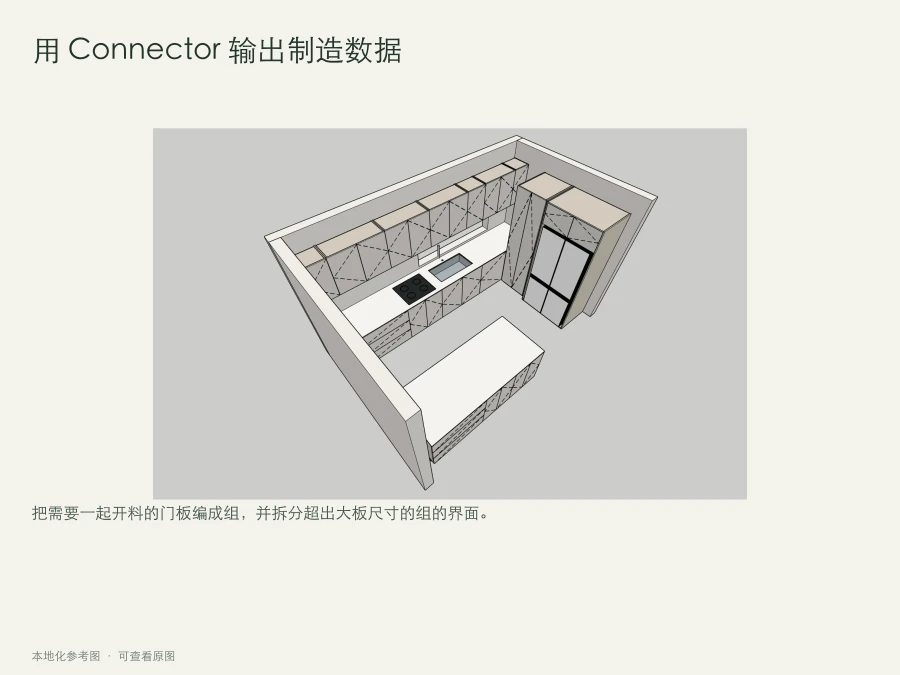 用 Connector 输出制造数据
把需要一起开料的门板编成组，并拆分超出大板尺寸的组的界面。
本地化参考图 · 可查看原图